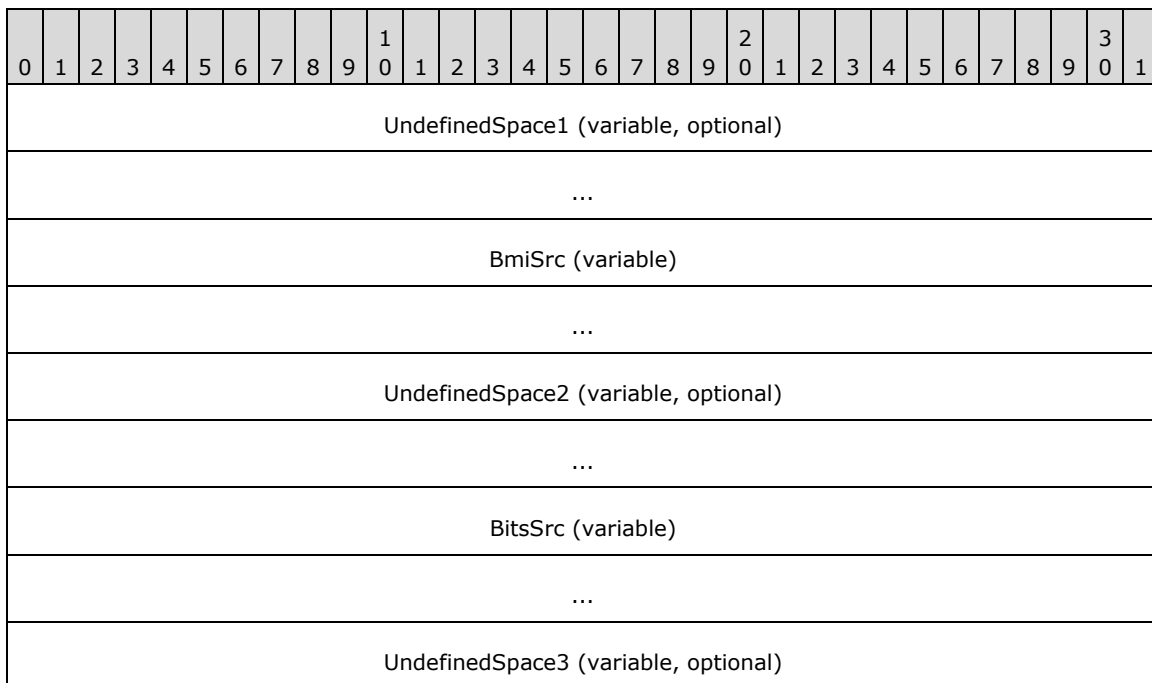 1 2 3
0 1 2 3 4 5 6 7 8 9 0 1 2 3 4 5 6 7 8 9 0 1 2 3 4 5 6 7 8 9 0 1
UndefinedSpace1 (variable, optional)
...
BmiSrc (variable)
...
UndefinedSpace2 (variable, optional)
...
BitsSrc (variable)
...
UndefinedSpace3 (variable, optional)